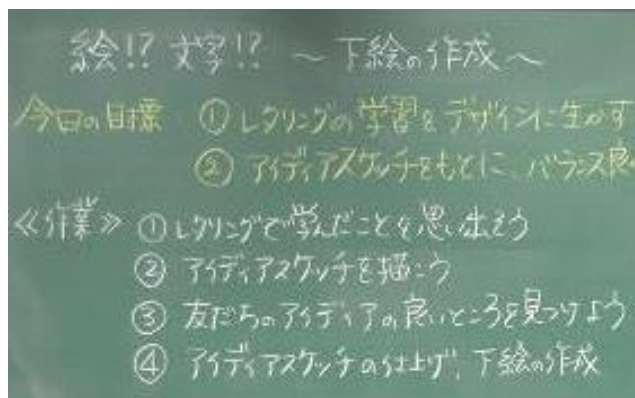 絵!? 文字!? ～下絵の作成～
今日の目標 ①レタリングの学習をデザインに生かす
②アイディアスケッチをもとに、バランス良
≪作業≫ ①レタリングで学んだことを思い出そう
②アイディアスケッチを描こう
③友だちのアイディアの良いところを見つけよう
④アイディアスケッチの仕上げ、下絵の作成